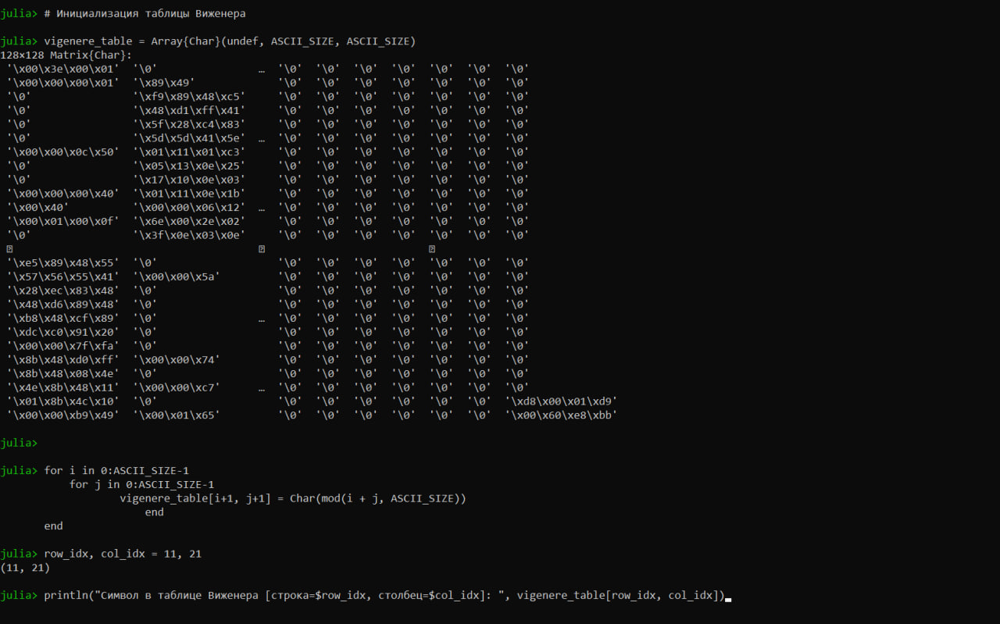 julia> # Инициализация таблицы Виженера
julia> vigenere_table = Array{Char}(undef, ASCII_SIZE, ASCII_SIZE)
128×128 Matrix{Char}:
'\x00\x3e\x00\x01' '\0' … '\0' '\0' '\0' '\0' '\0' '\0' '\0'
'\x00\x00\x00\x01' '\x89\x49' '\0' '\0' '\0' '\0' '\0' '\0' '\0'
'\0' '\xf9\x89\x48\xc5' '\0' '\0' '\0' '\0' '\0' '\0' '\0'
'\0' '\x48\xd1\xff\x41' '\0' '\0' '\0' '\0' '\0' '\0' '\0'
'\0' '\x5f\x28\xc4\x83' '\0' '\0' '\0' '\0' '\0' '\0' '\0'
'\0' '\x5d\x5d\x41\x5e' … '\0' '\0' '\0' '\0' '\0' '\0' '\0'
'\x00\x00\x0c\x50' '\x01\x11\x01\xc3' '\0' '\0' '\0' '\0' '\0' '\0' '\0'
'\0' '\x05\x13\x0e\x25' '\0' '\0' '\0' '\0' '\0' '\0' '\0'
'\0' '\x17\x10\x0e\x03' '\0' '\0' '\0' '\0' '\0' '\0' '\0'
'\x00\x00\x00\x40' '\x01\x11\x0e\x1b' '\0' '\0' '\0' '\0' '\0' '\0' '\0'
'\x00\x40' '\x00\x00\x06\x12' … '\0' '\0' '\0' '\0' '\0' '\0' '\0'
'\x00\x01\x00\x0f' '\x6e\x00\x2e\x02' '\0' '\0' '\0' '\0' '\0' '\0' '\0'
'\0' '\x3f\x0e\x03\x0e' '\0' '\0' '\0' '\0' '\0' '\0' '\0'
'\xe5\x89\x48\x55' '\0' '\0' '\0' '\0' '\0' '\0' '\0' '\0'
'\x57\x56\x55\x41' '\x00\x00\x5a' '\0' '\0' '\0' '\0' '\0' '\0' '\0'
'\x28\xec\x83\x48' '\0' '\0' '\0' '\0' '\0' '\0' '\0' '\0'
'\x48\xd6\x89\x48' '\0' '\0' '\0' '\0' '\0' '\0' '\0' '\0'
'\xb8\x48\xcf\x89' '\0' … '\0' '\0' '\0' '\0' '\0' '\0' '\0'
'\xdc\xc0\x91\x20' '\0' '\0' '\0' '\0' '\0' '\0' '\0' '\0'
'\x00\x00\x7f\xfa' '\0' '\0' '\0' '\0' '\0' '\0' '\0' '\0'
'\x8b\x48\xd0\xff' '\x00\x00\x74' '\0' '\0' '\0' '\0' '\0' '\0' '\0'
'\x8b\x48\x08\x4e' '\0' '\0' '\0' '\0' '\0' '\0' '\0' '\0'
'\x4e\x8b\x48\x11' '\x00\x00\xc7' … '\0' '\0' '\0' '\0' '\0' '\0' '\0'
'\x01\x8b\x4c\x10' '\0' '\0' '\0' '\0' '\0' '\0' '\0' '\xd8\x00\x01\xd9'
'\x00\x00\xb9\x49' '\x00\x01\x65' '\0' '\0' '\0' '\0' '\0' '\0' '\x00\x60\xe8\xbb'
julia>
julia> for i in 0:ASCII_SIZE-1
for j in 0:ASCII_SIZE-1
vigenere_table[i+1, j+1] = Char(mod(i + j, ASCII_SIZE))
end
end
julia> row_idx, col_idx = 11, 21
(11, 21)
julia> println("Символ в таблице Виженера [строка=$row_idx, столбец=$col_idx]: ", vigenere_table[row_idx, col_idx])